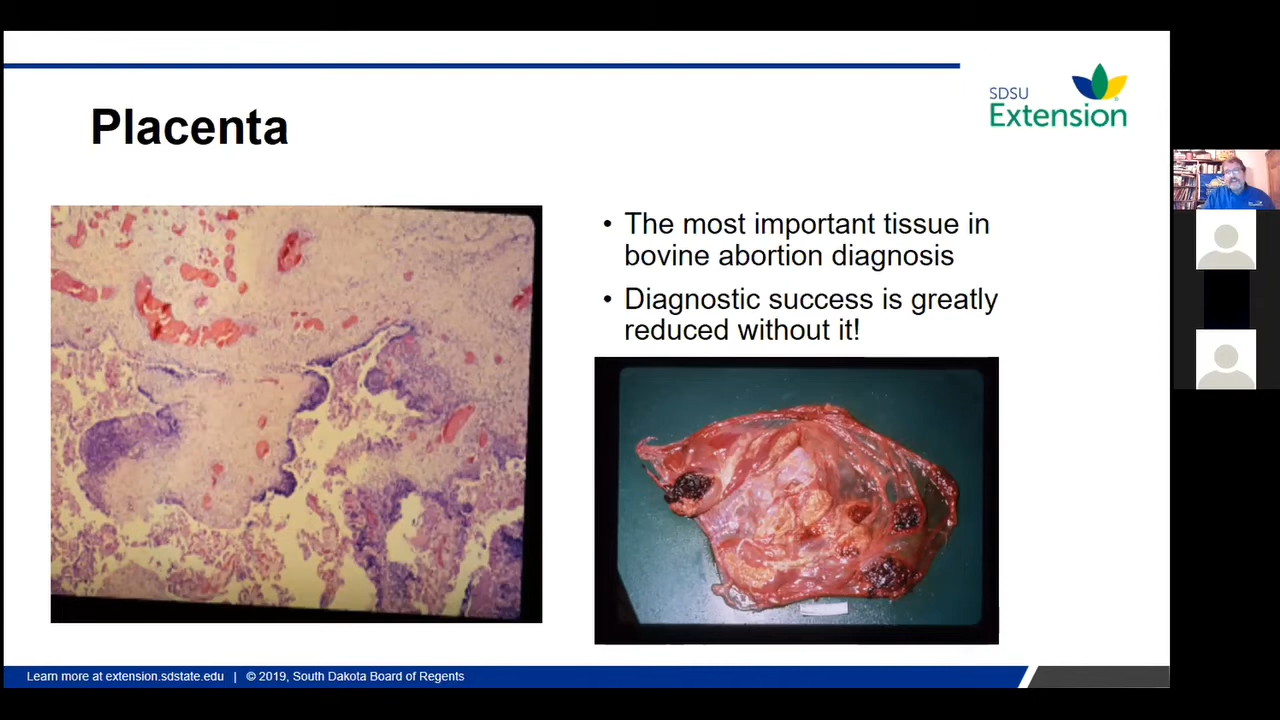 Placenta
SDSU
Extension
• The most important tissue in
bovine abortion diagnosis
• Diagnostic success is greatly
reduced without it!
Learn more at extension.sdstate.edu | © 2019, South Dakota Board of Regents